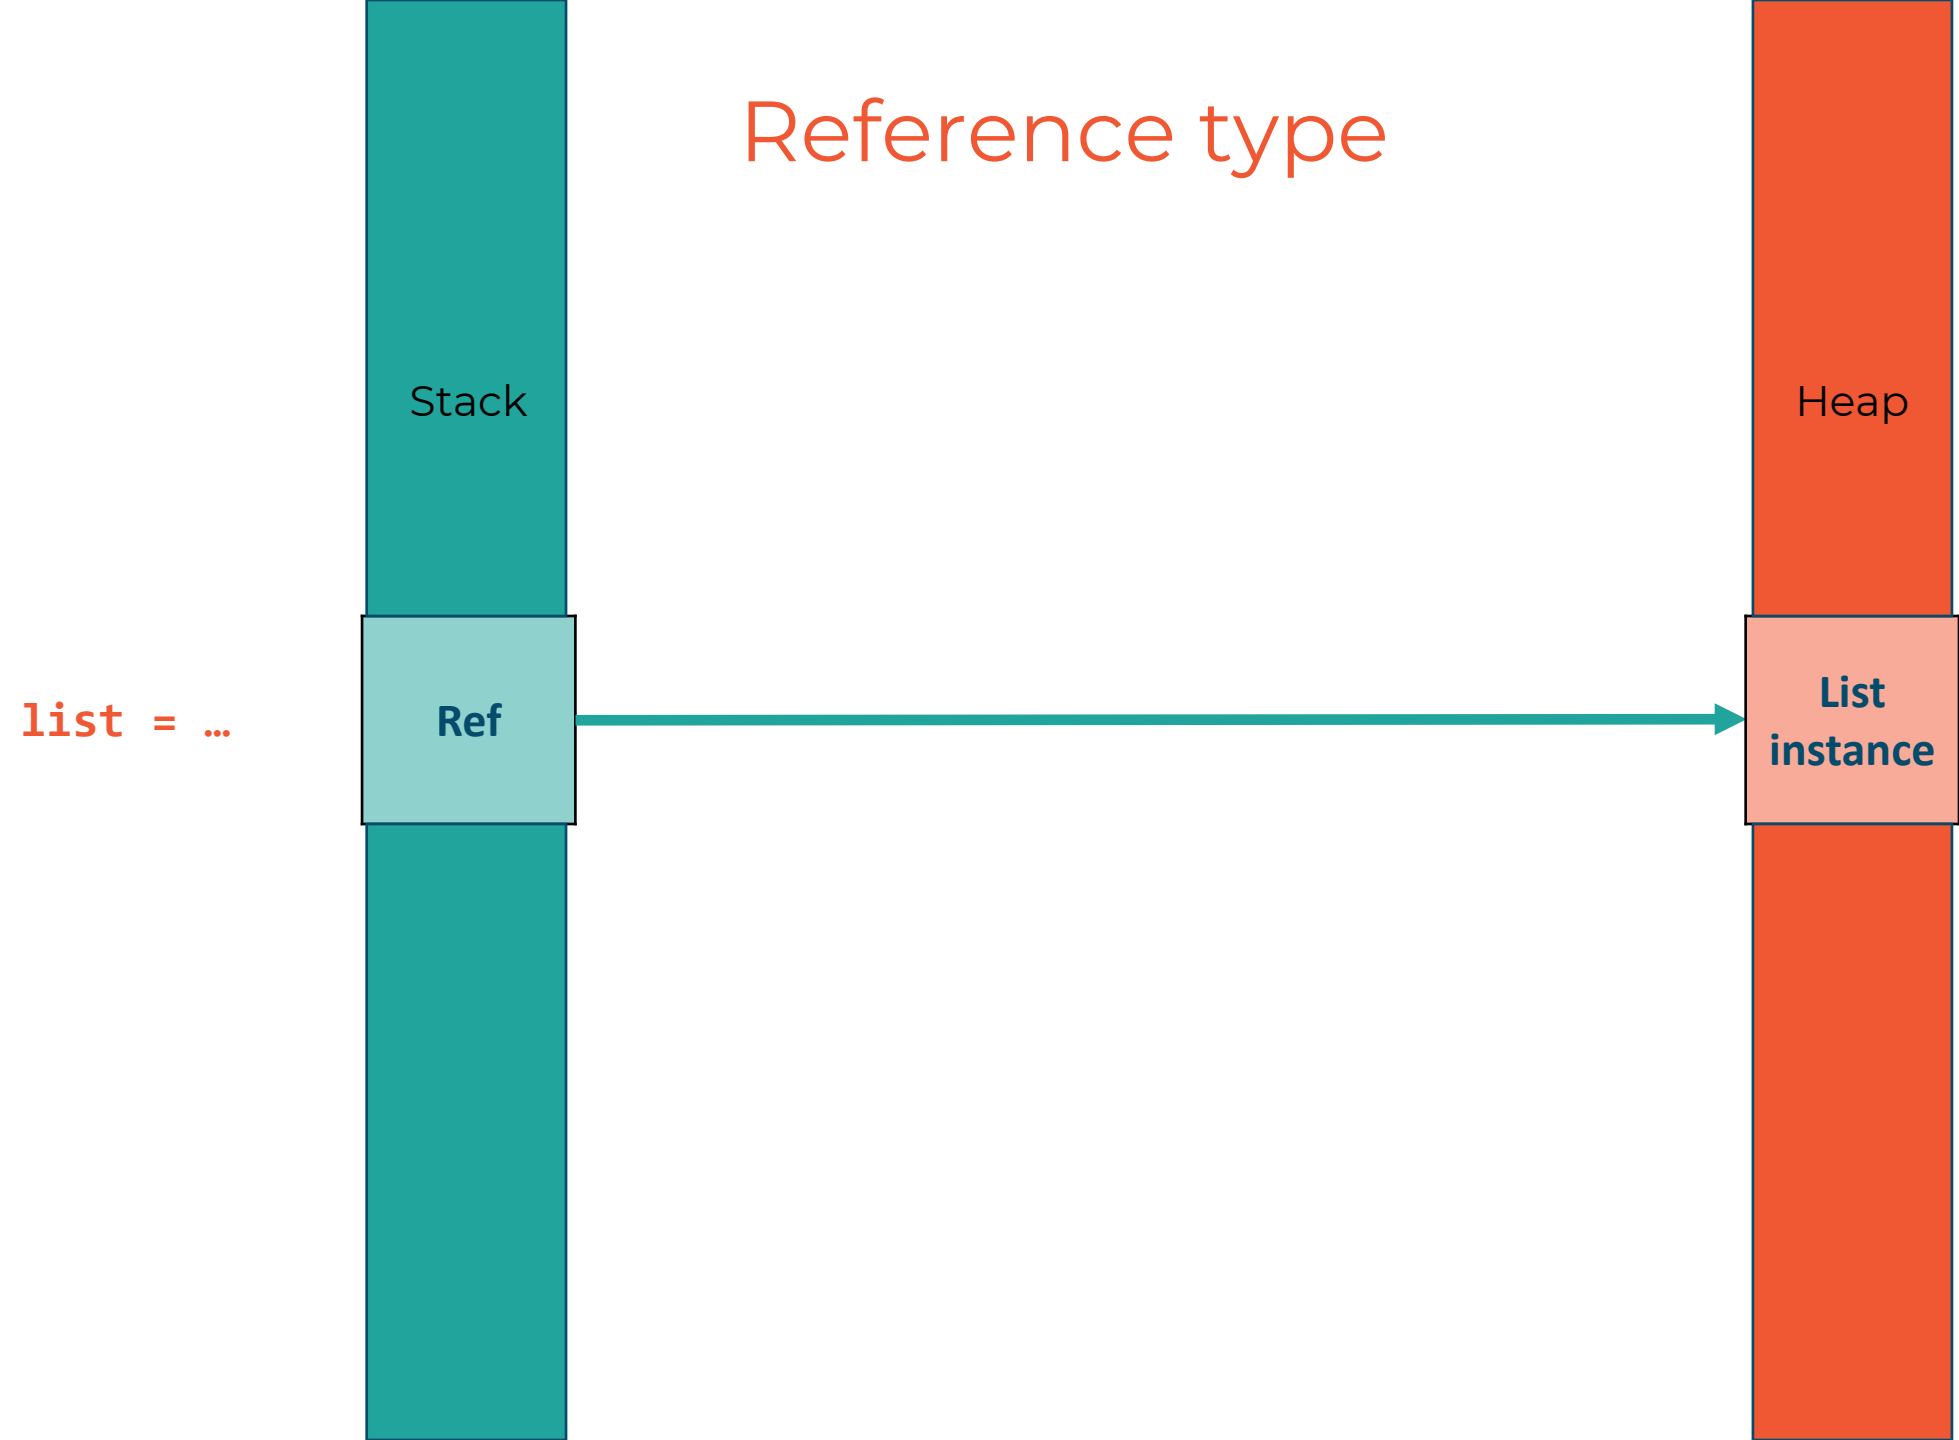 Reference type
Stack
Heap
list = …
Ref
List
instance